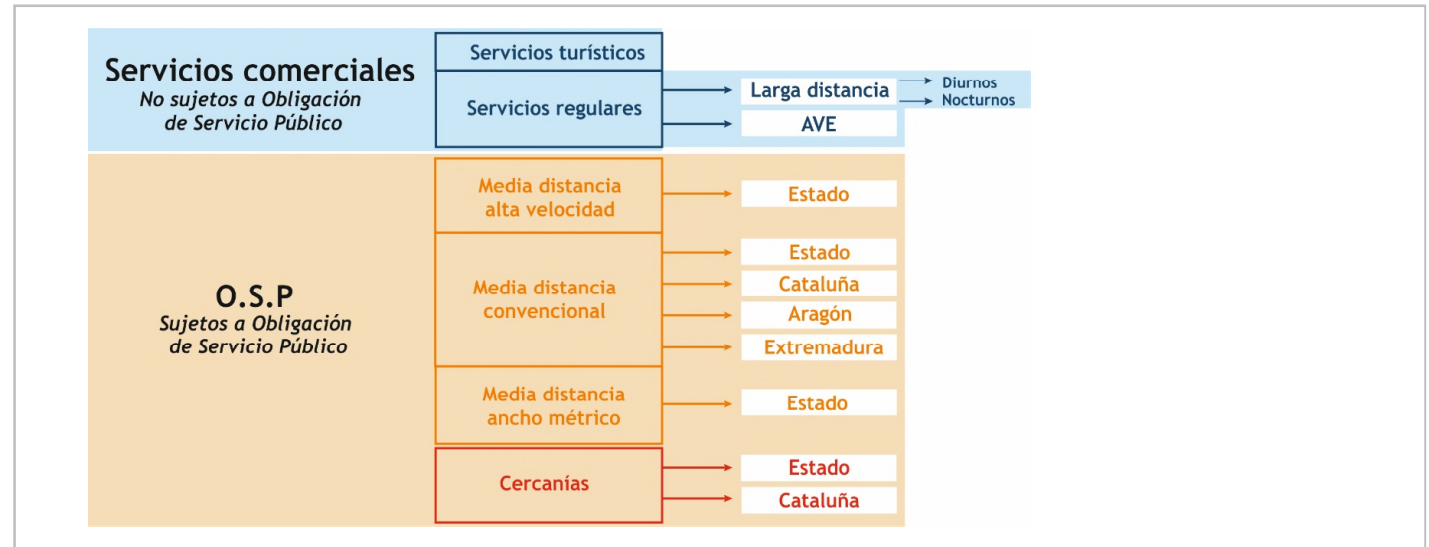 Servicios comerciales
No sujetos a Obligación
de Servicio Público
Servicios turísticos
Servicios regulares
Larga distancia
Diurnos
Nocturnos
AVE
O.S.P
Sujetos a Obligación
de Servicio Público
Media distancia
alta velocidad
Estado
Media distancia
convencional
Estado
Cataluña
Aragón
Extremadura
Media distancia
ancho métrico
Estado
Cercanías
Estado
Cataluña